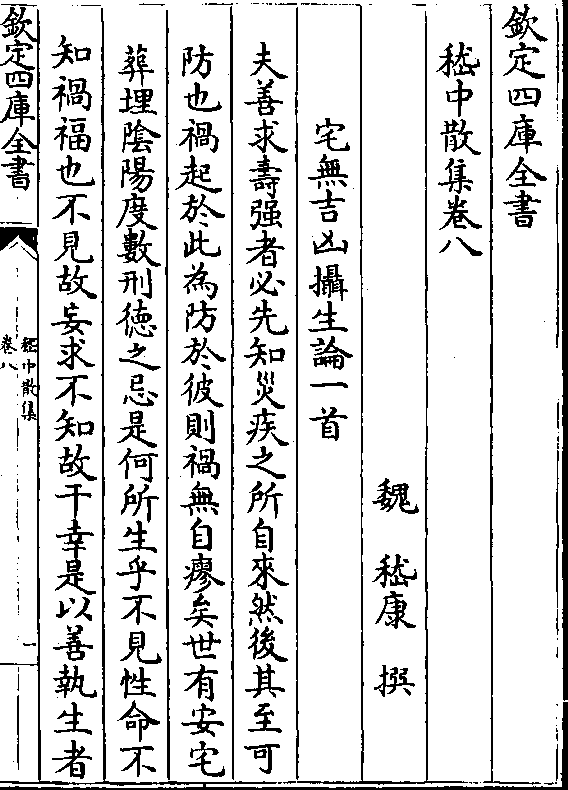 欽定四庫全書
嵇中散集卷八
魏 嵇康 撰
宅無吉凶攝生論一首
夫善求壽强者必先知災疾之所自來然後其至可
防也禍起於此為防於彼則禍無自瘳矣世有安宅
葬埋陰陽度數刑徳之忌是何所生乎不見性命不
知禍福也不見故妄求不知故干幸是以善執生者
欽定四庫全書
嵇中散集
卷八
一